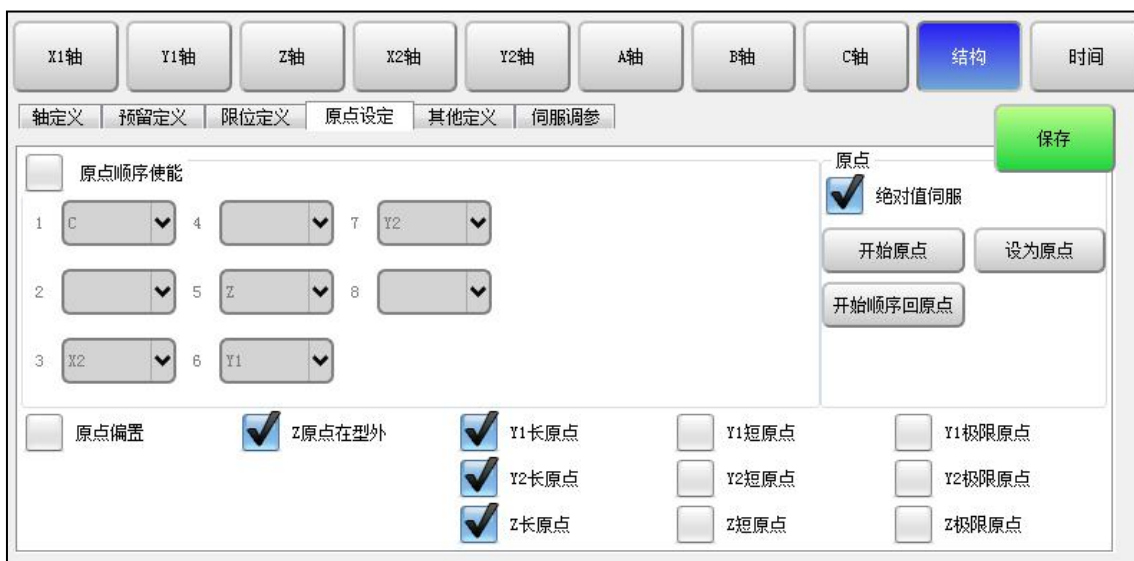 X1轴 Y1轴 Z轴 X2轴 Y2轴 A轴 B轴 C轴 结构 时间
轴定义 预留定义 限位定义 原点设定 其他定义 伺服调参
保存
原点顺序使能
1 C 4 7 Y2
2 5 Z 8
3 X2 6 Y1
原点
绝对值伺服
开始原点 设为原点
开始顺序回原点
原点偏置 Z原点在型外 Y1长原点 Y1短原点 Y1极限原点
Y2长原点 Y2短原点 Y2极限原点
Z长原点 Z短原点 Z极限原点